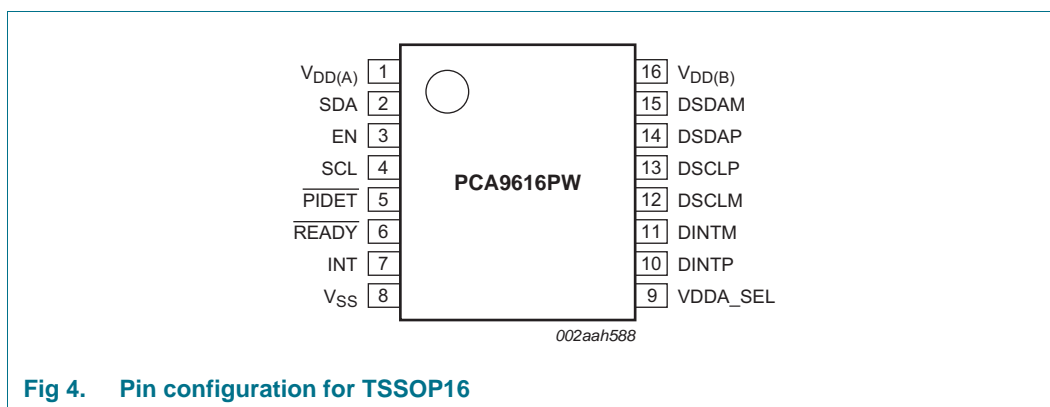 VDD(A) 1
SDA 2
EN 3
SCL 4
PIDET 5
READY 6
INT 7
VSS 8
PCA9616PW
16 VDD(B)
15 DSDAM
14 DSDAP
13 DSCLP
12 DSCLM
11 DINTM
10 DINTP
9 VDDA_SEL
002aah588
Fig 4. Pin configuration for TSSOP16